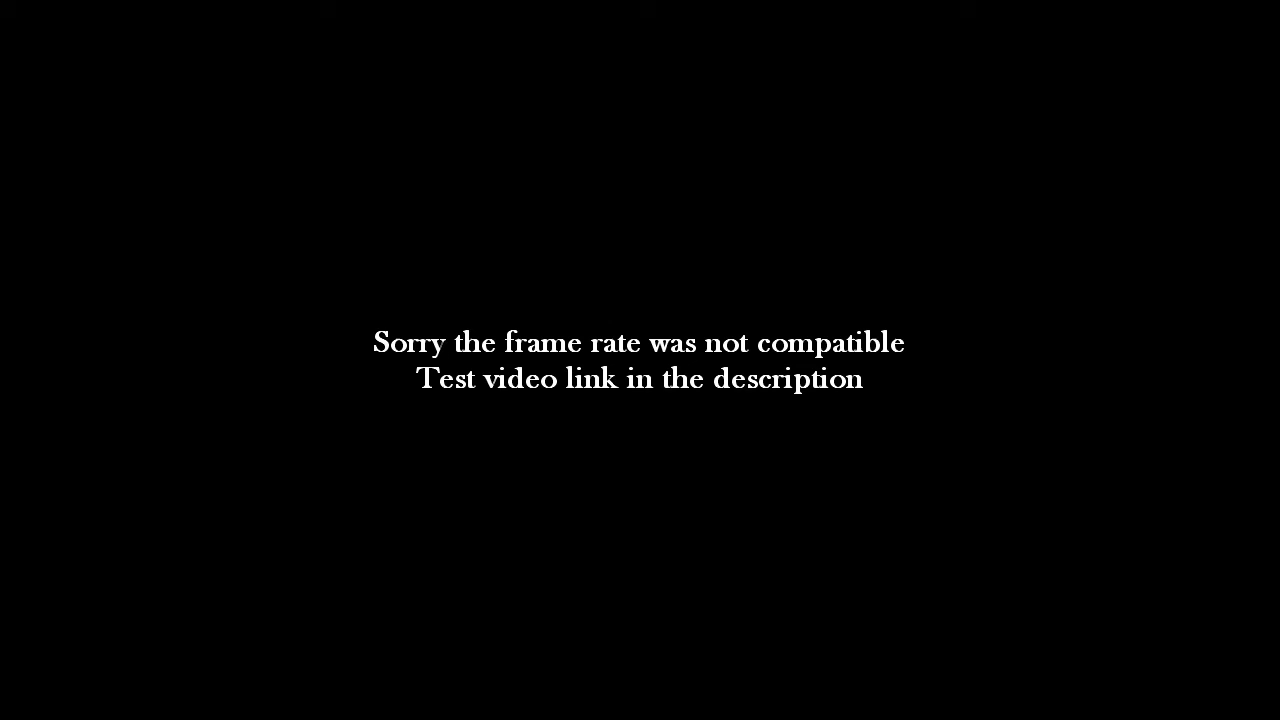 Sorry the frame rate was not compatible
Test video link in the description